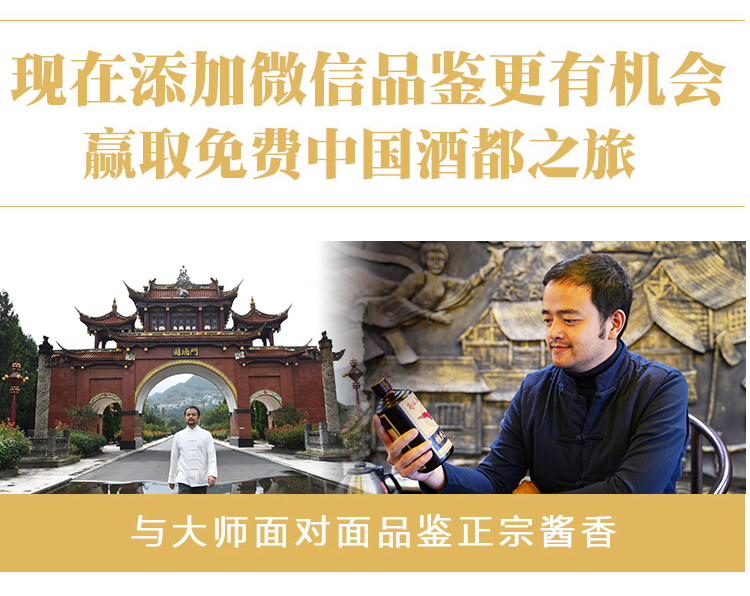 现在添加微信品鉴更有机会
赢取免费中国酒都之旅
与大师面对面品鉴正宗酱香